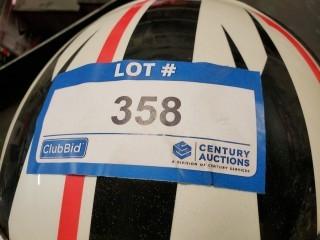 LOT #
358
ClubBid
CENTURY
AUCTIONS
A DIVISION OF CENTURY SERVICES